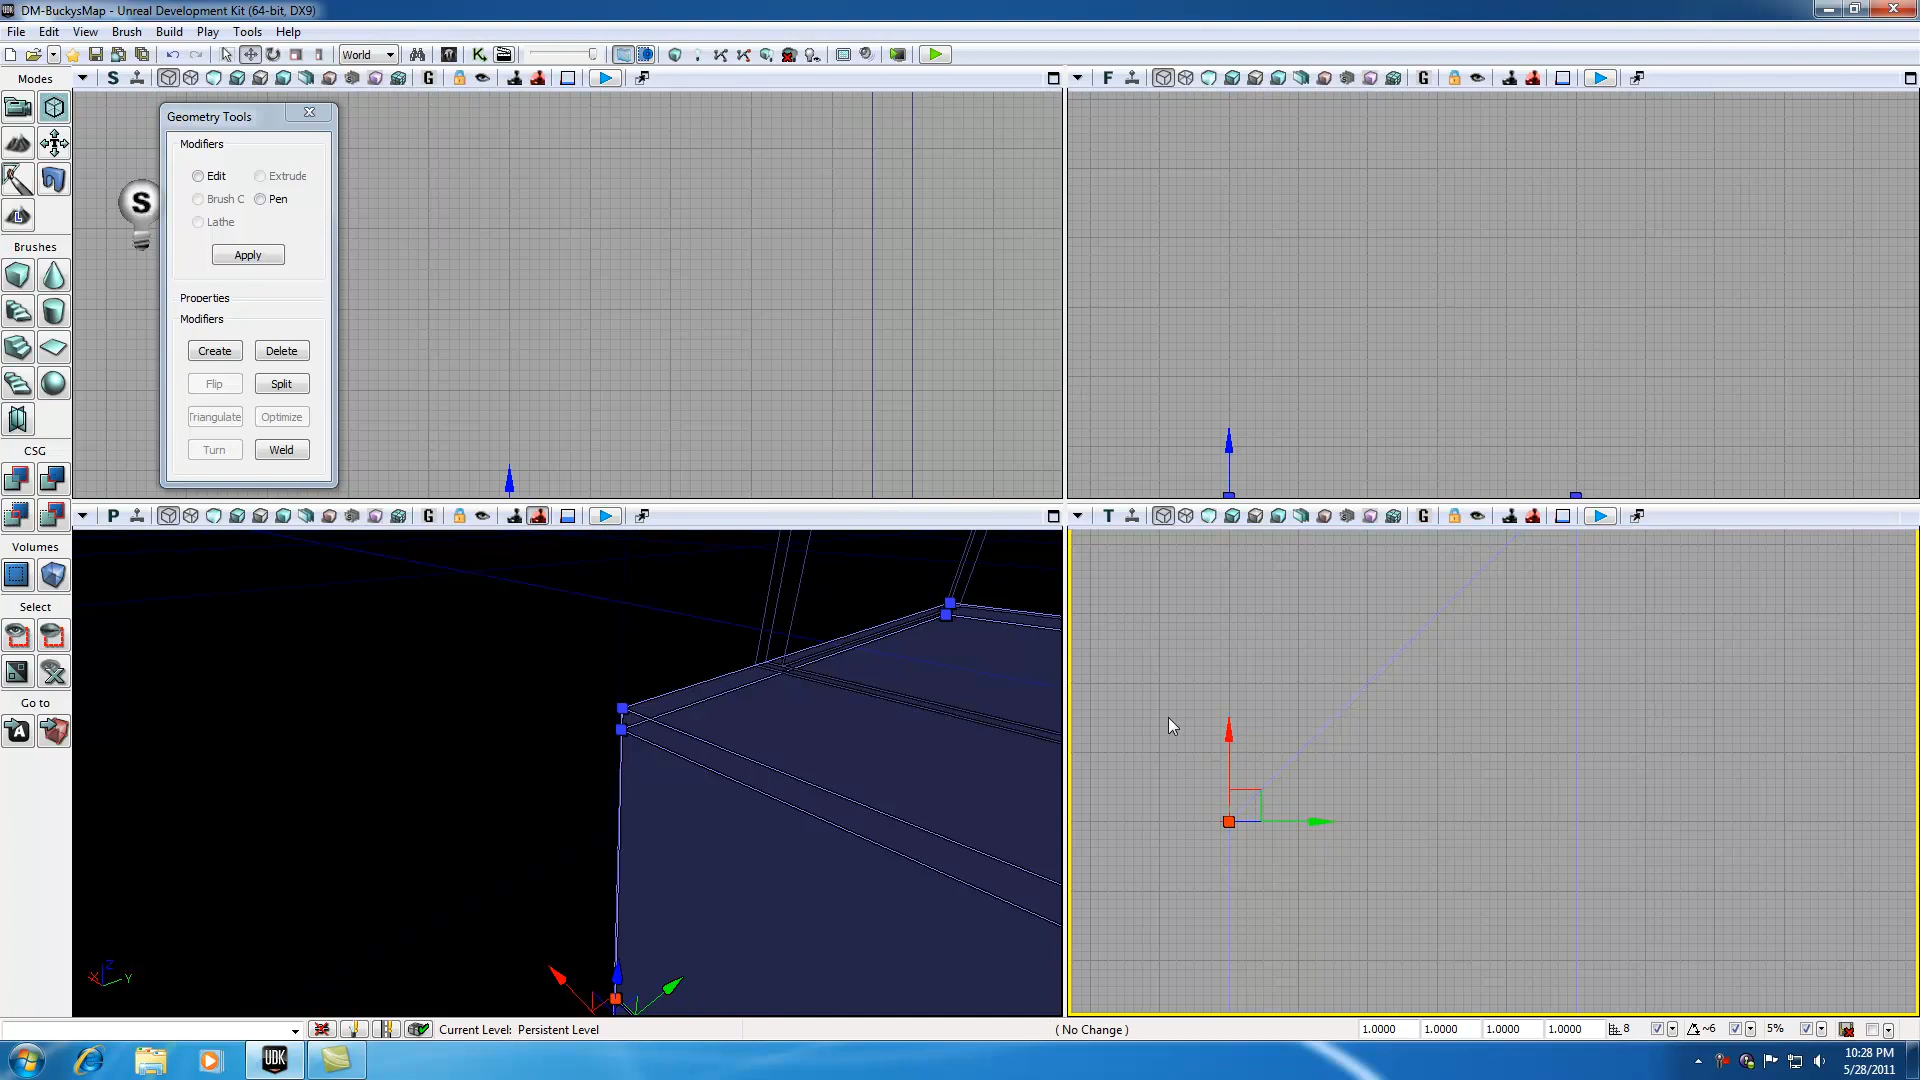 DM-BuckysMap - Unreal Development Kit (64-bit, DX9)
File Edit View Brush Build Play Tools Help
World
Modes
S G
F G
Geometry Tools
Modifiers
Edit Extrude
Brush C Pen
Lathe
Apply
Properties
Modifiers
Create Delete
Flip Split
Triangulate Optimize
Turn Weld
S
Brushes
CSG
Volumes
Select
Go to
P G
T G
X Z Y
Current Level: Persistent Level
( No Change )
1.0000 1.0000 1.0000 1.0000 8 ~6 5%
UDK
10:28 PM
5/28/2011